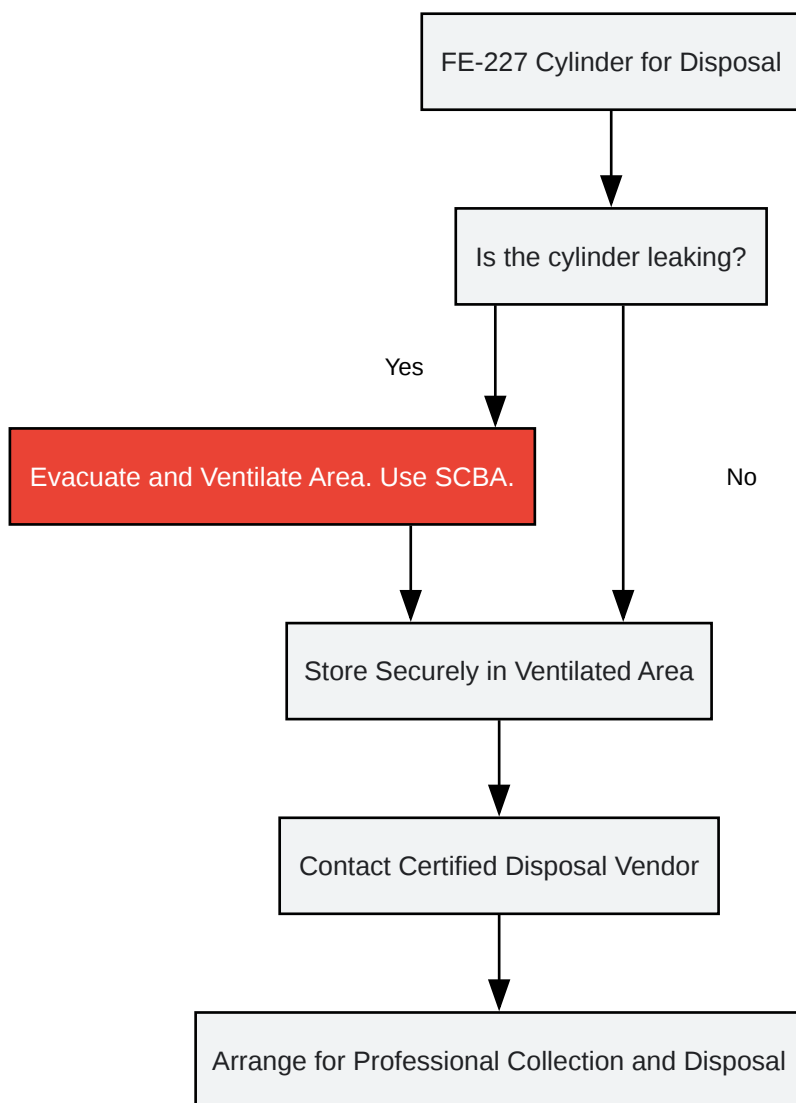 FE-227 Cylinder for Disposal
Is the cylinder leaking?
Yes
Evacuate and Ventilate Area. Use SCBA.
No
Store Securely in Ventilated Area
Contact Certified Disposal Vendor
Arrange for Professional Collection and Disposal